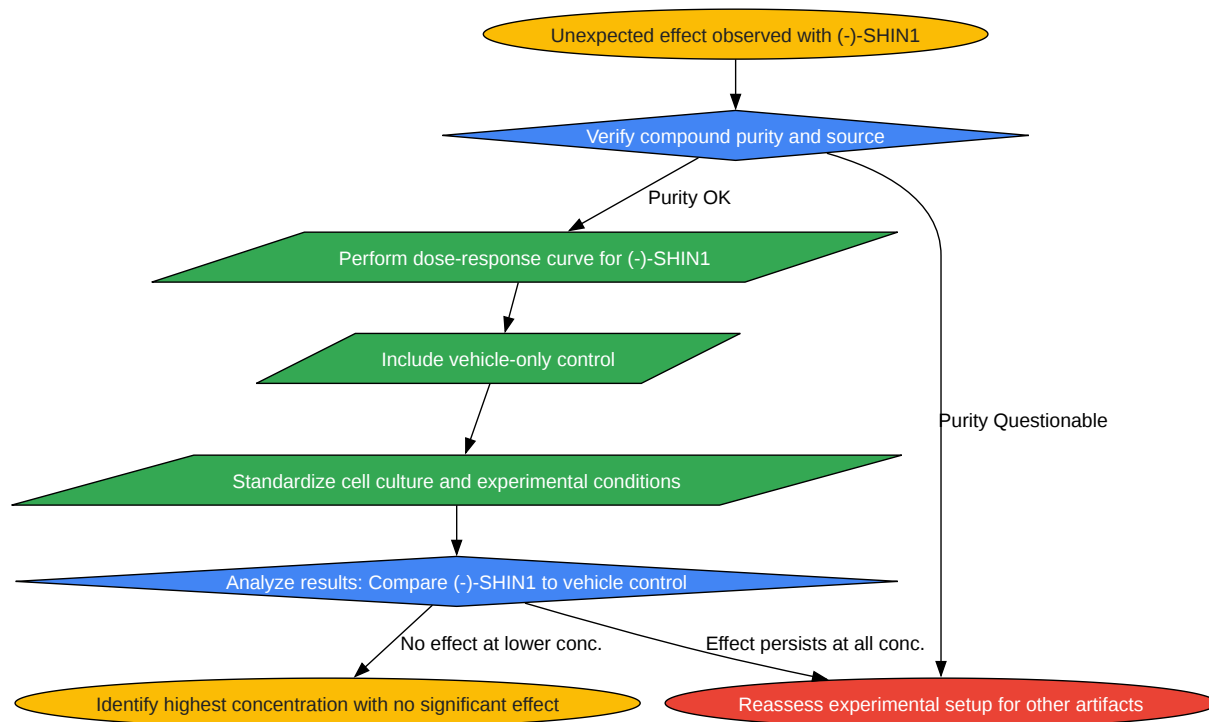 Unexpected effect observed with (-)-SHIN1
Verify compound purity and source
Purity OK
Perform dose-response curve for (-)-SHIN1
Include vehicle-only control
Purity Questionable
Standardize cell culture and experimental conditions
Analyze results: Compare (-)-SHIN1 to vehicle control
No effect at lower conc.
Effect persists at all conc.
Identify highest concentration with no significant effect
Reassess experimental setup for other artifacts